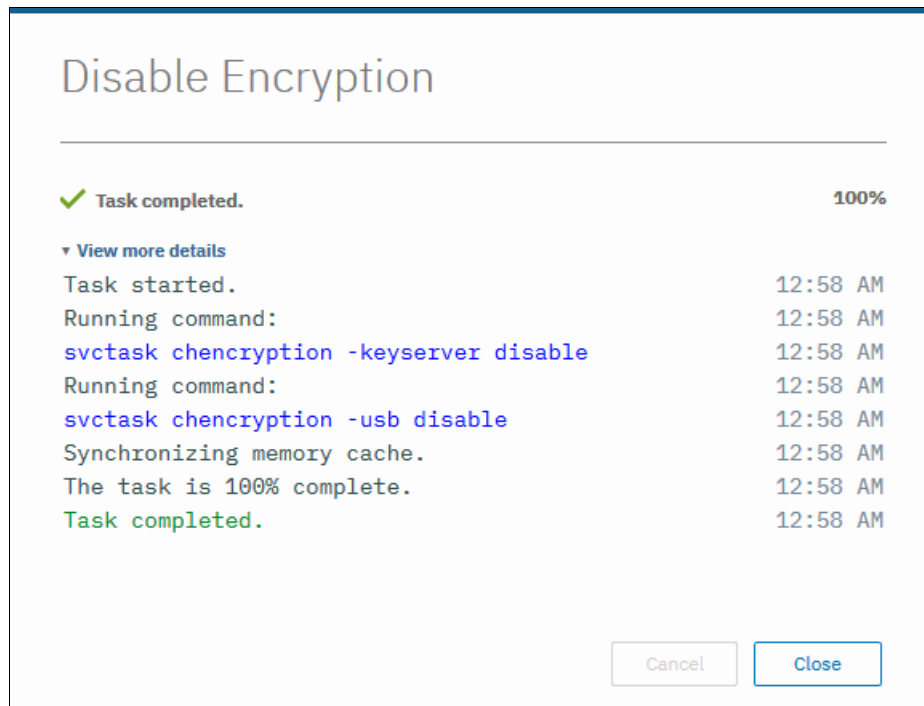 Disable Encryption
Task completed. 100%
View more details
Task started. 12:58 AM
Running command: 12:58 AM
svctask chencryption -keyserver disable 12:58 AM
Running command: 12:58 AM
svctask chencryption -usb disable 12:58 AM
Synchronizing memory cache. 12:58 AM
The task is 100% complete. 12:58 AM
Task completed. 12:58 AM
Cancel Close